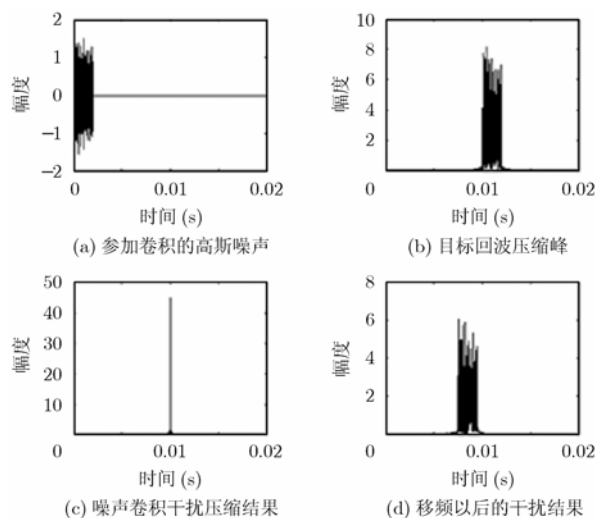 2
1
0
−1
−2
幅度
0
0.01
0.02
时间 (s)
(a) 参加卷积的高斯噪声
10
8
6
4
2
幅度
0
0.01
0.02
时间 (s)
(b) 目标回波压缩峰
50
40
30
20
10
幅度
0
0.01
0.02
时间 (s)
(c) 噪声卷积干扰压缩结果
8
6
4
2
幅度
0
0.01
0.02
时间 (s)
(d) 移频以后的干扰结果